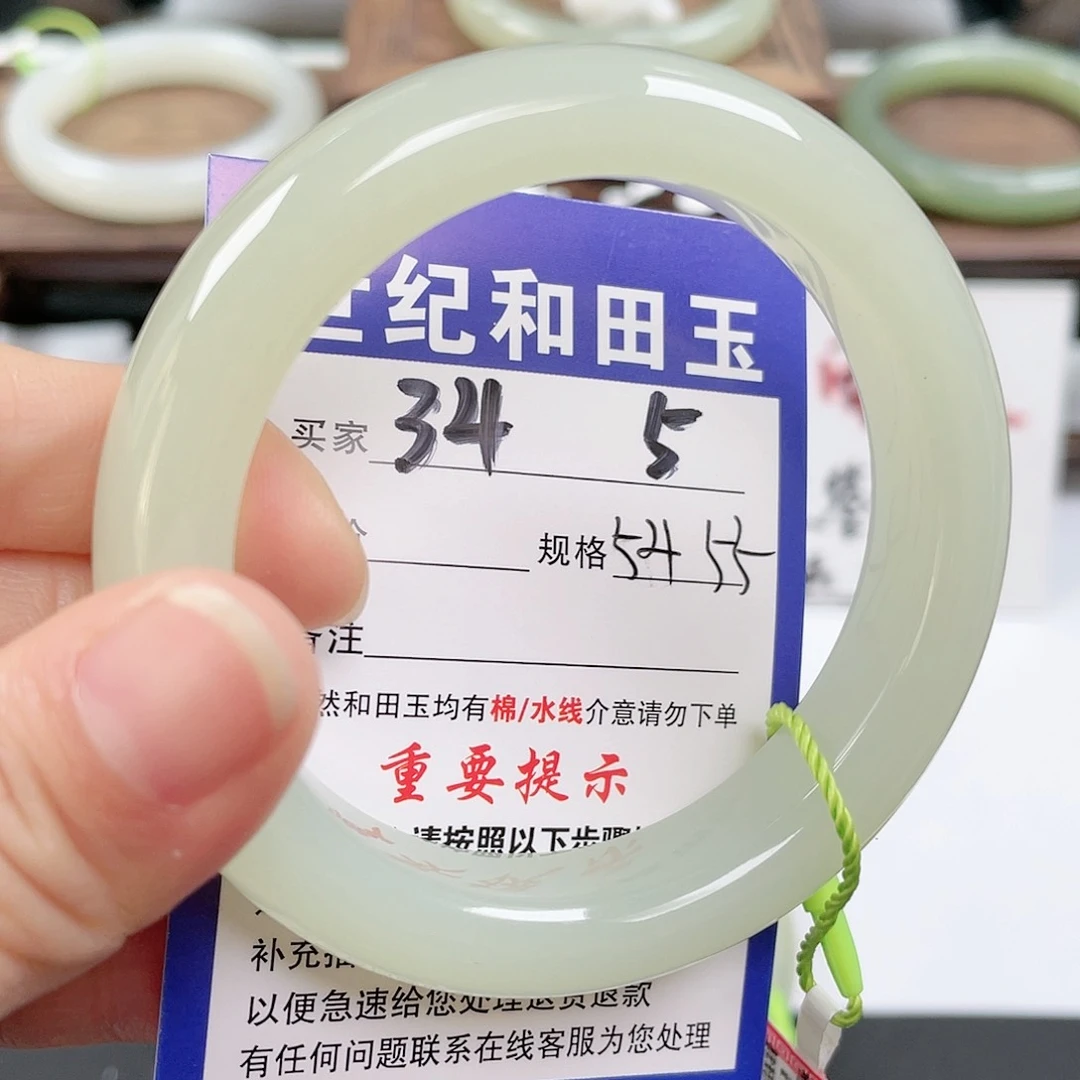 世纪和田玉
买家 34 5
规格 54 55
备注
然和田玉均有棉/水线介意请勿下单
重要提示
请按照以下步骤
补充
以便急速给您处理退货退款
有任何问题联系在线客服为您处理